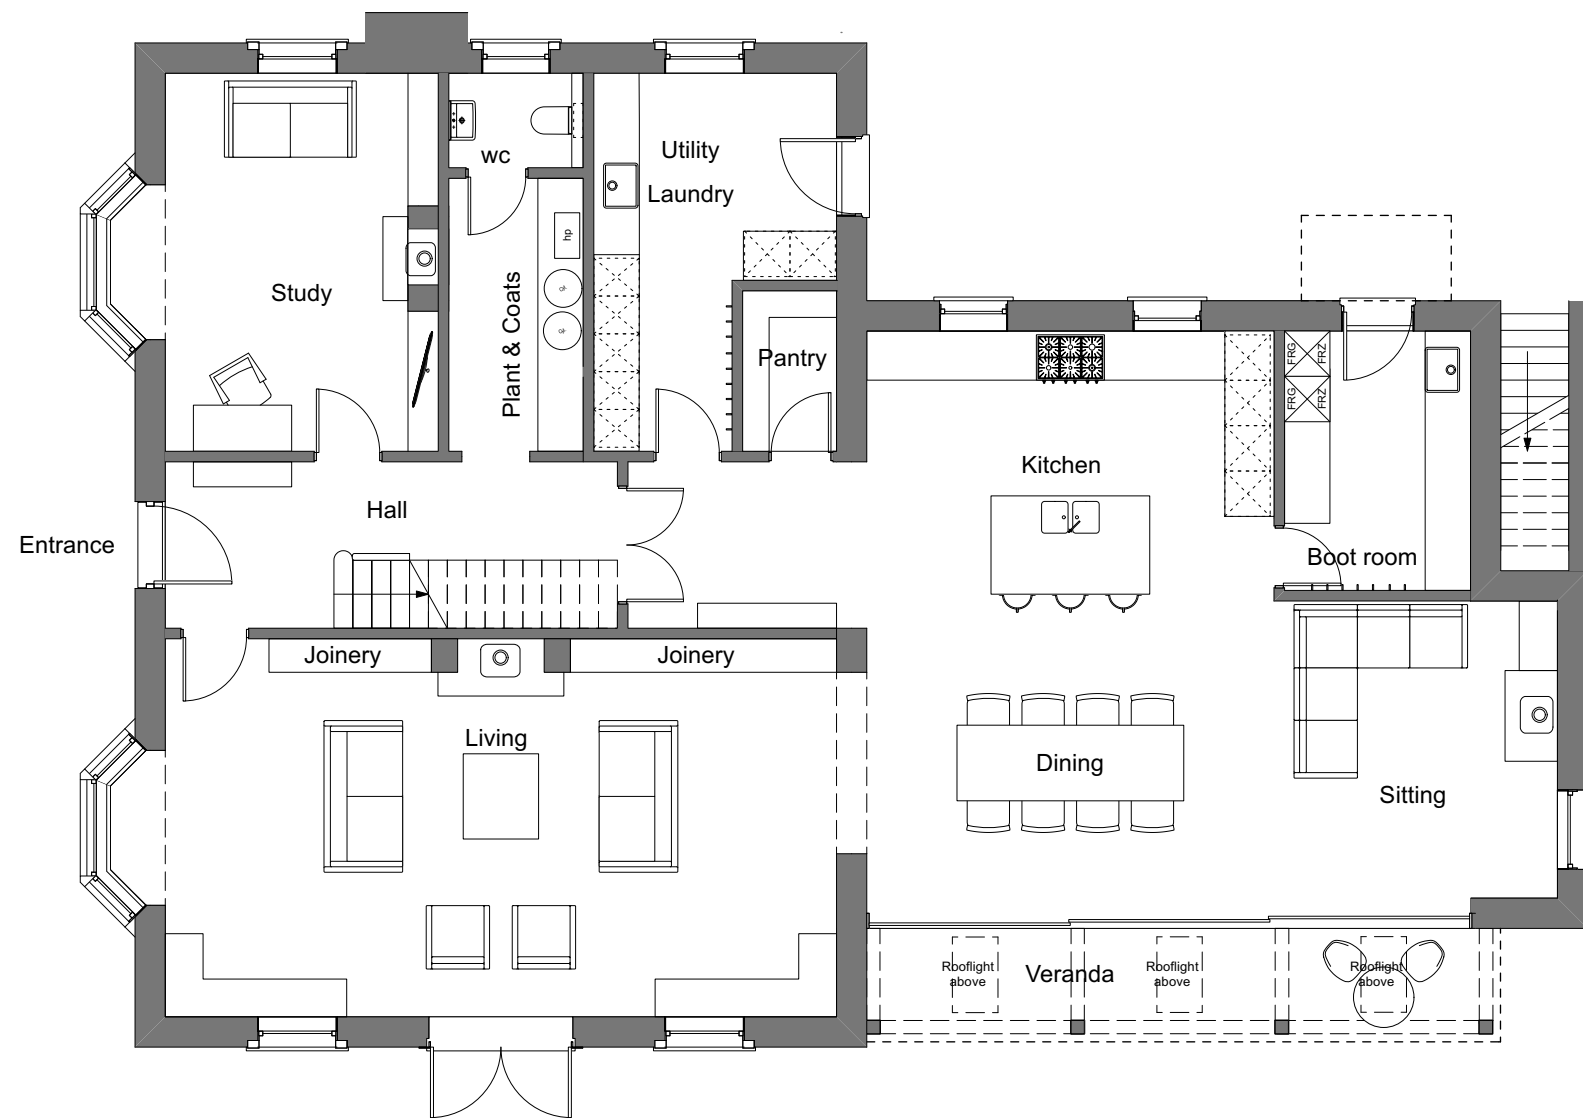 wc
Utility
Laundry
hp
Study
Plant & Coats
Pantry
FRG
FRZ
FRG
FRZ
Kitchen
Hall
Entrance
Boot room
Joinery
Joinery
Living
Dining
Sitting
Rooflight
above
Veranda
Rooflight
above
Rooflight
above